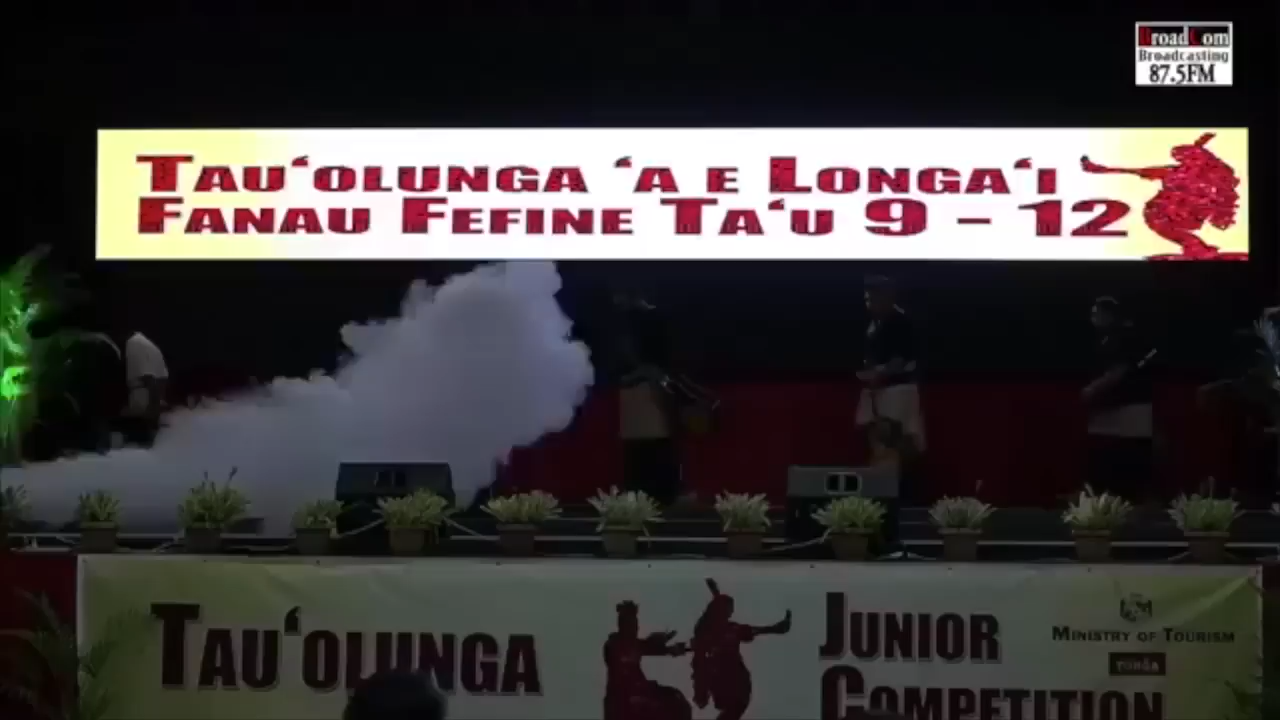 BroadCom
Broadcasting
87.5FM
TAU‘OLUNGA ‘A E LONGA‘I
FANAU FEFINE TA‘U 9 - 12
TAU‘OLUNGA
JUNIOR
COMPETITION
MINISTRY OF TOURISM
TONGA